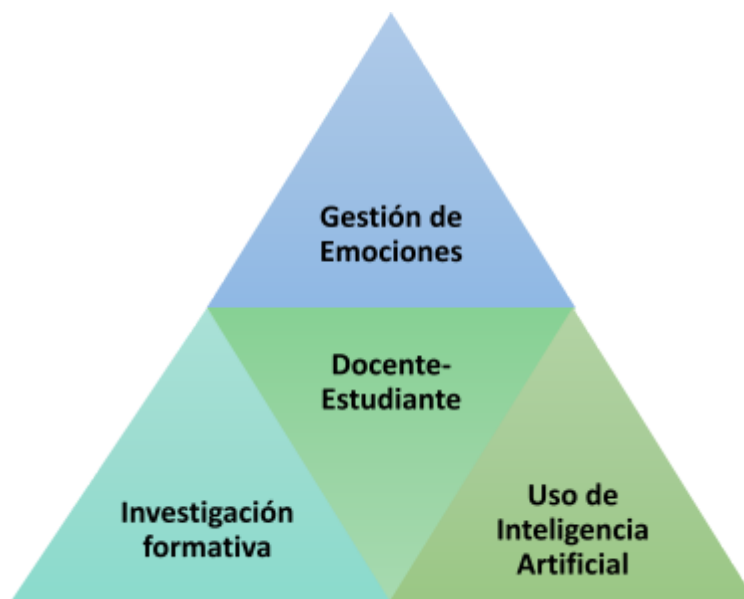 Gestión de
Emociones
Docente-
Estudiante
Investigación
formativa
Uso de
Inteligencia
Artificial